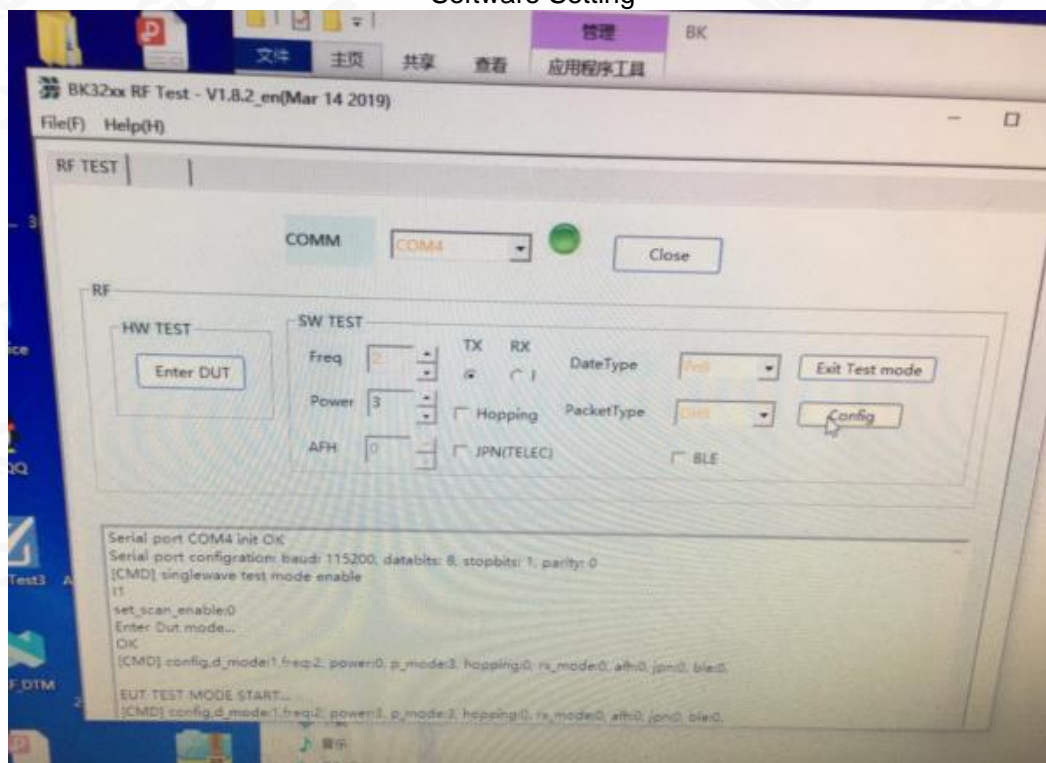 Software Setting
管理 BK
文件 主页 共享 查看 应用程序工具
BK32xx RF Test - V1.8.2_en(Mar 14 2019)
File(F) Help(H)
RF TEST
COMM COM4 Close
RF
HW TEST SW TEST
Freq 2 TX RX DateType Pn9 Exit Test mode
Enter DUT
Power 3 Hopping PacketType DH5 Config
AFH 0 JPN(TELEC) BLE
Serial port COM4 init OK
Serial port configration: baud: 115200, databits: 8, stopbits: 1, parity: 0
[CMD] singlewave test mode enable
set_scan_enable:0
Enter Dut mode...
OK
[CMD] config,d_mode:1,freq:2, power:0, p_mode:3, hopping:0, rx_mode:0, afh:0, jpn:0, ble:0,
EUT TEST MODE START...
[CMD] config,d_mode:1,freq:2, power:3, p_mode:3, hopping:0, rx_mode:0, afh:0, jpn:0, ble:0,
音乐